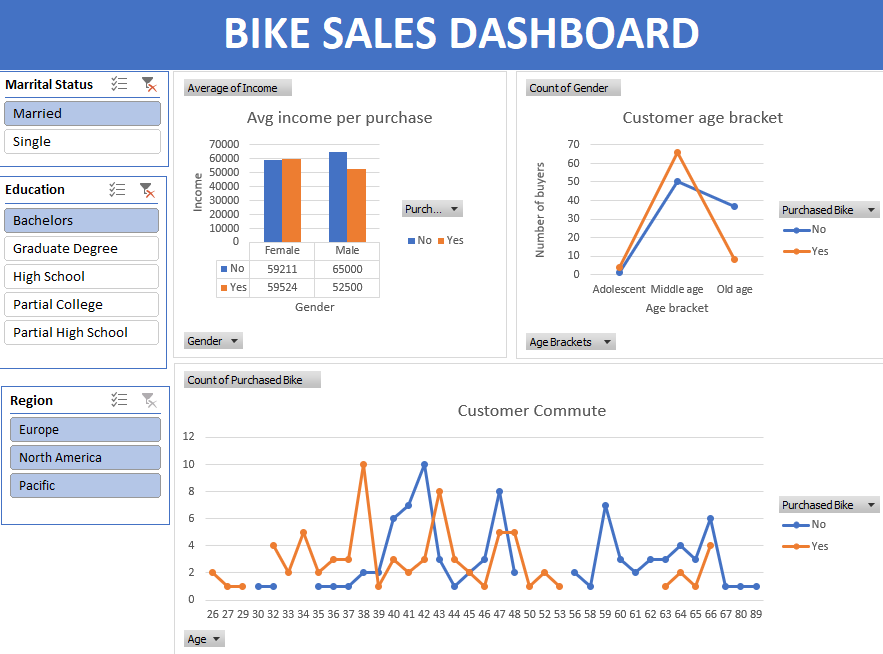 BIKE SALES DASHBOARD
Marrital Status
Married
Single
Education
Bachelors
Graduate Degree
High School
Partial College
Partial High School
Region
Europe
North America
Pacific
Average of Income
Avg income per purchase
70000
60000
50000
40000
30000
20000
10000
0
Income
Female Male
No 59211 65000
Yes 59524 52500
Gender
Purch...
No Yes
Gender
Count of Gender
Customer age bracket
70
60
50
40
30
20
10
0
Number of buyers
Adolescent Middle age Old age
Age bracket
Purchased Bike
No
Yes
Age Brackets
Count of Purchased Bike
Customer Commute
12
10
8
6
4
2
0
26 27 29 30 32 33 34 35 36 37 38 39 40 41 42 43 44 45 46 47 48 50 52 53 56 58 59 60 61 62 63 64 65 66 67 80 89
Purchased Bike
No
Yes
Age